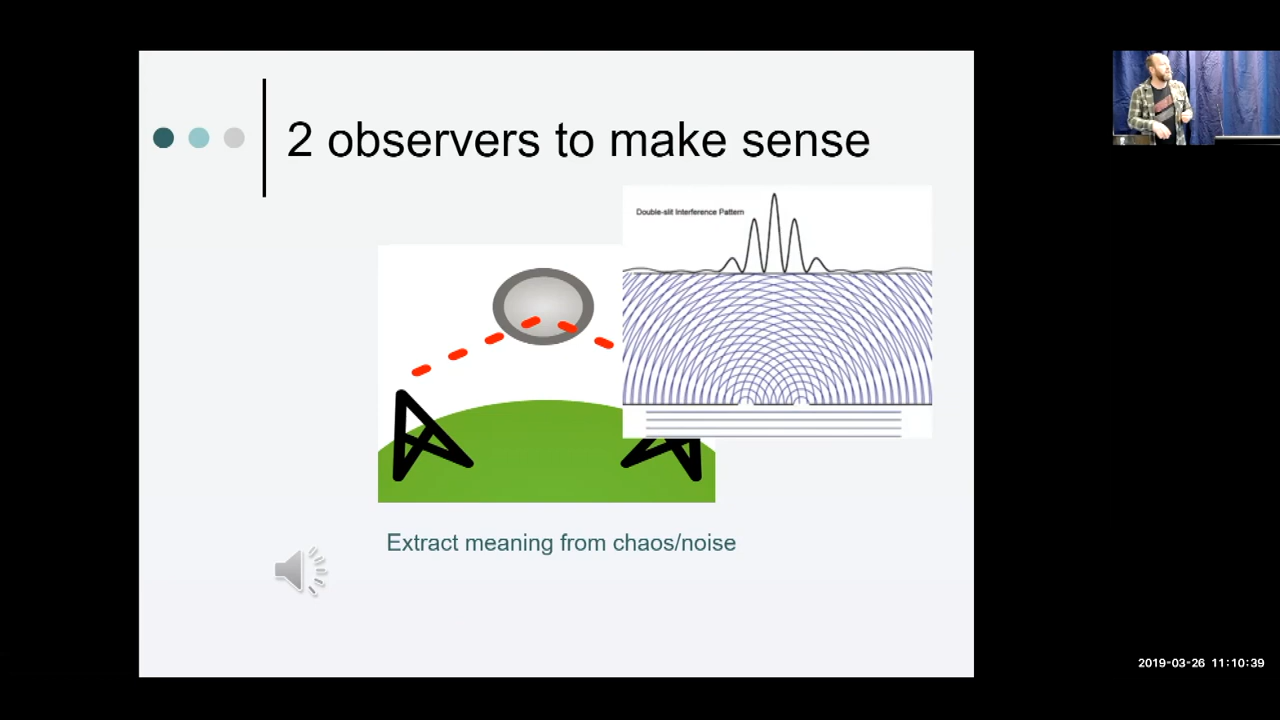 2 observers to make sense
Double-slit Interference Pattern
Extract meaning from chaos/noise
2019-03-26 11:10:39